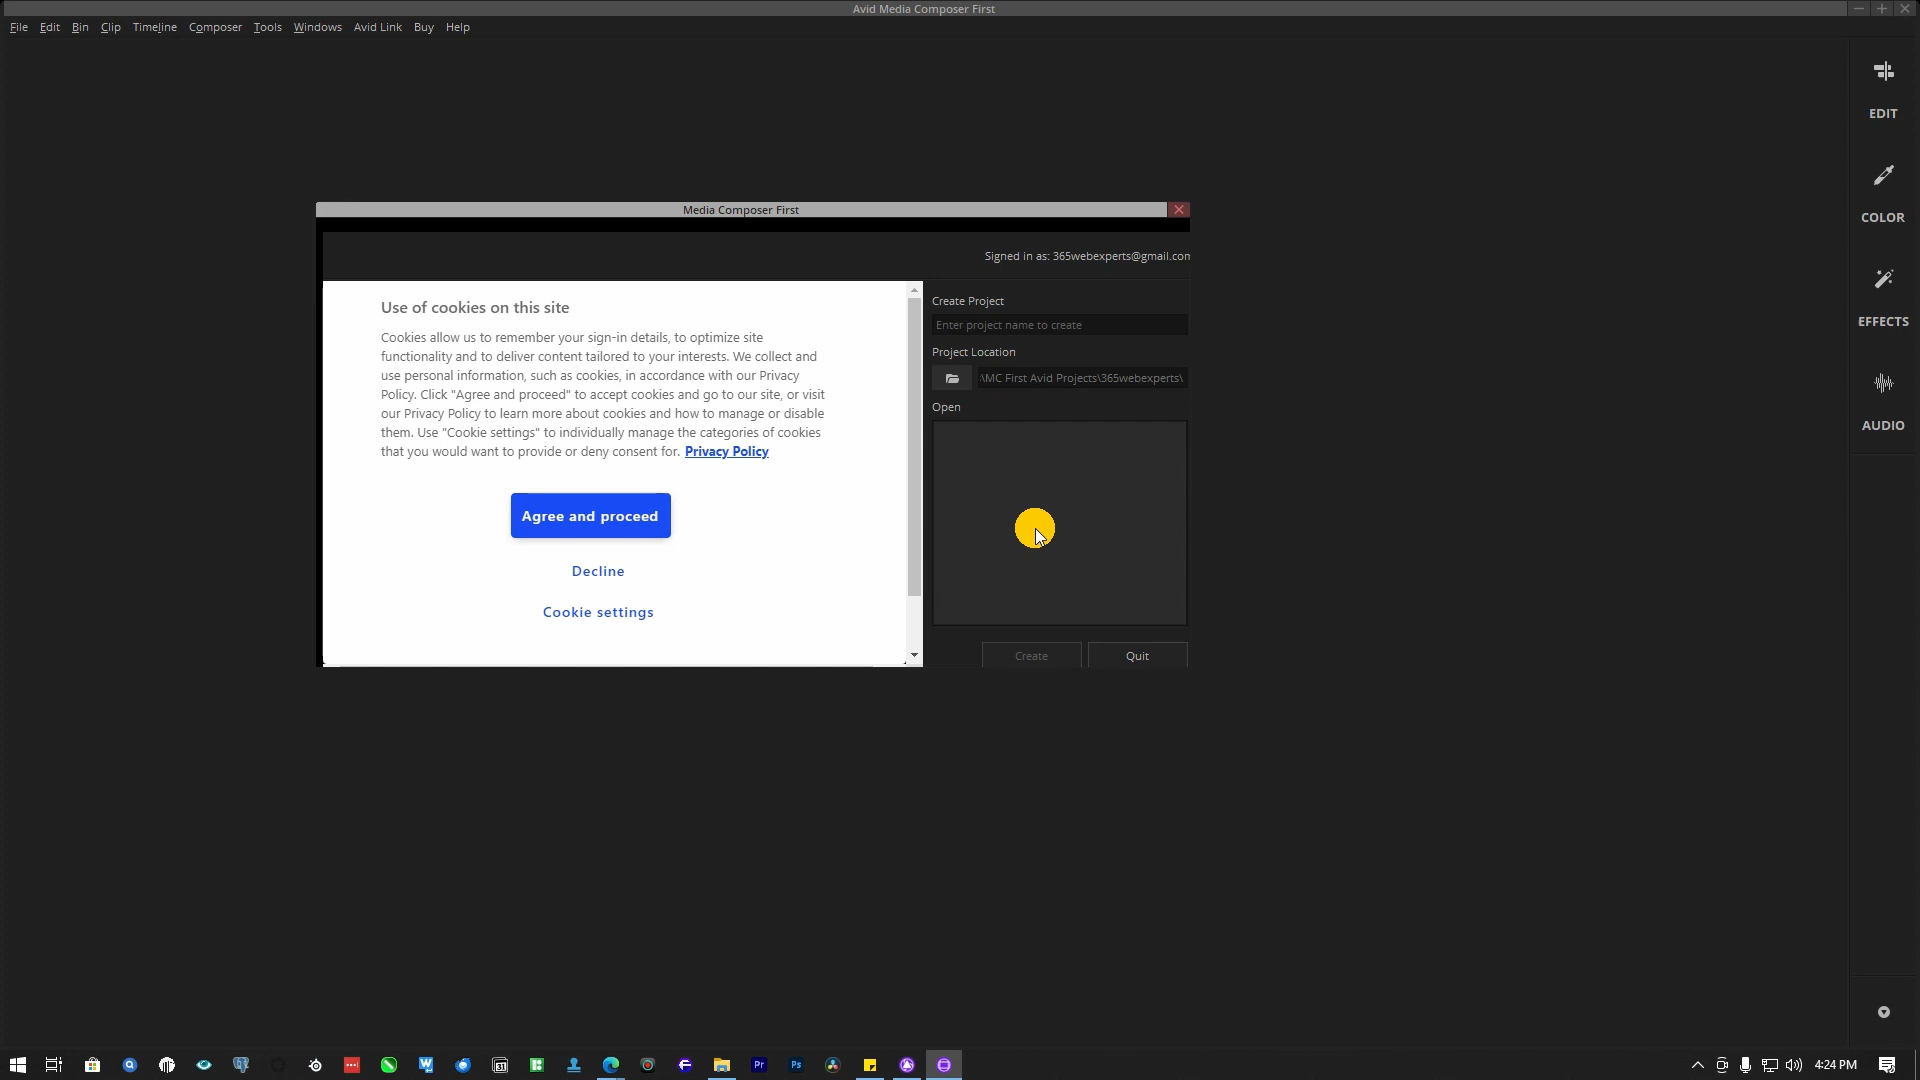 Avid Media Composer First
File Edit Bin Clip Timeline Composer Tools Windows Avid Link Buy Help
EDIT
COLOR
EFFECTS
AUDIO
Media Composer First
Signed in as: 365webexperts@gmail.com
Use of cookies on this site
Cookies allow us to remember your sign-in details, to optimize site
functionality and to deliver content tailored to your interests. We collect and
use personal information, such as cookies, in accordance with our Privacy
Policy. Click "Agree and proceed" to accept cookies and go to our site, or visit
our Privacy Policy to learn more about cookies and how to manage or disable
them. Use "Cookie settings" to individually manage the categories of cookies
that you would want to provide or deny consent for. Privacy Policy
Agree and proceed
Decline
Cookie settings
Create Project
Enter project name to create
Project Location
\MC First Avid Projects\365webexperts\
Open
Create Quit
31
Pr
Ps
4:24 PM